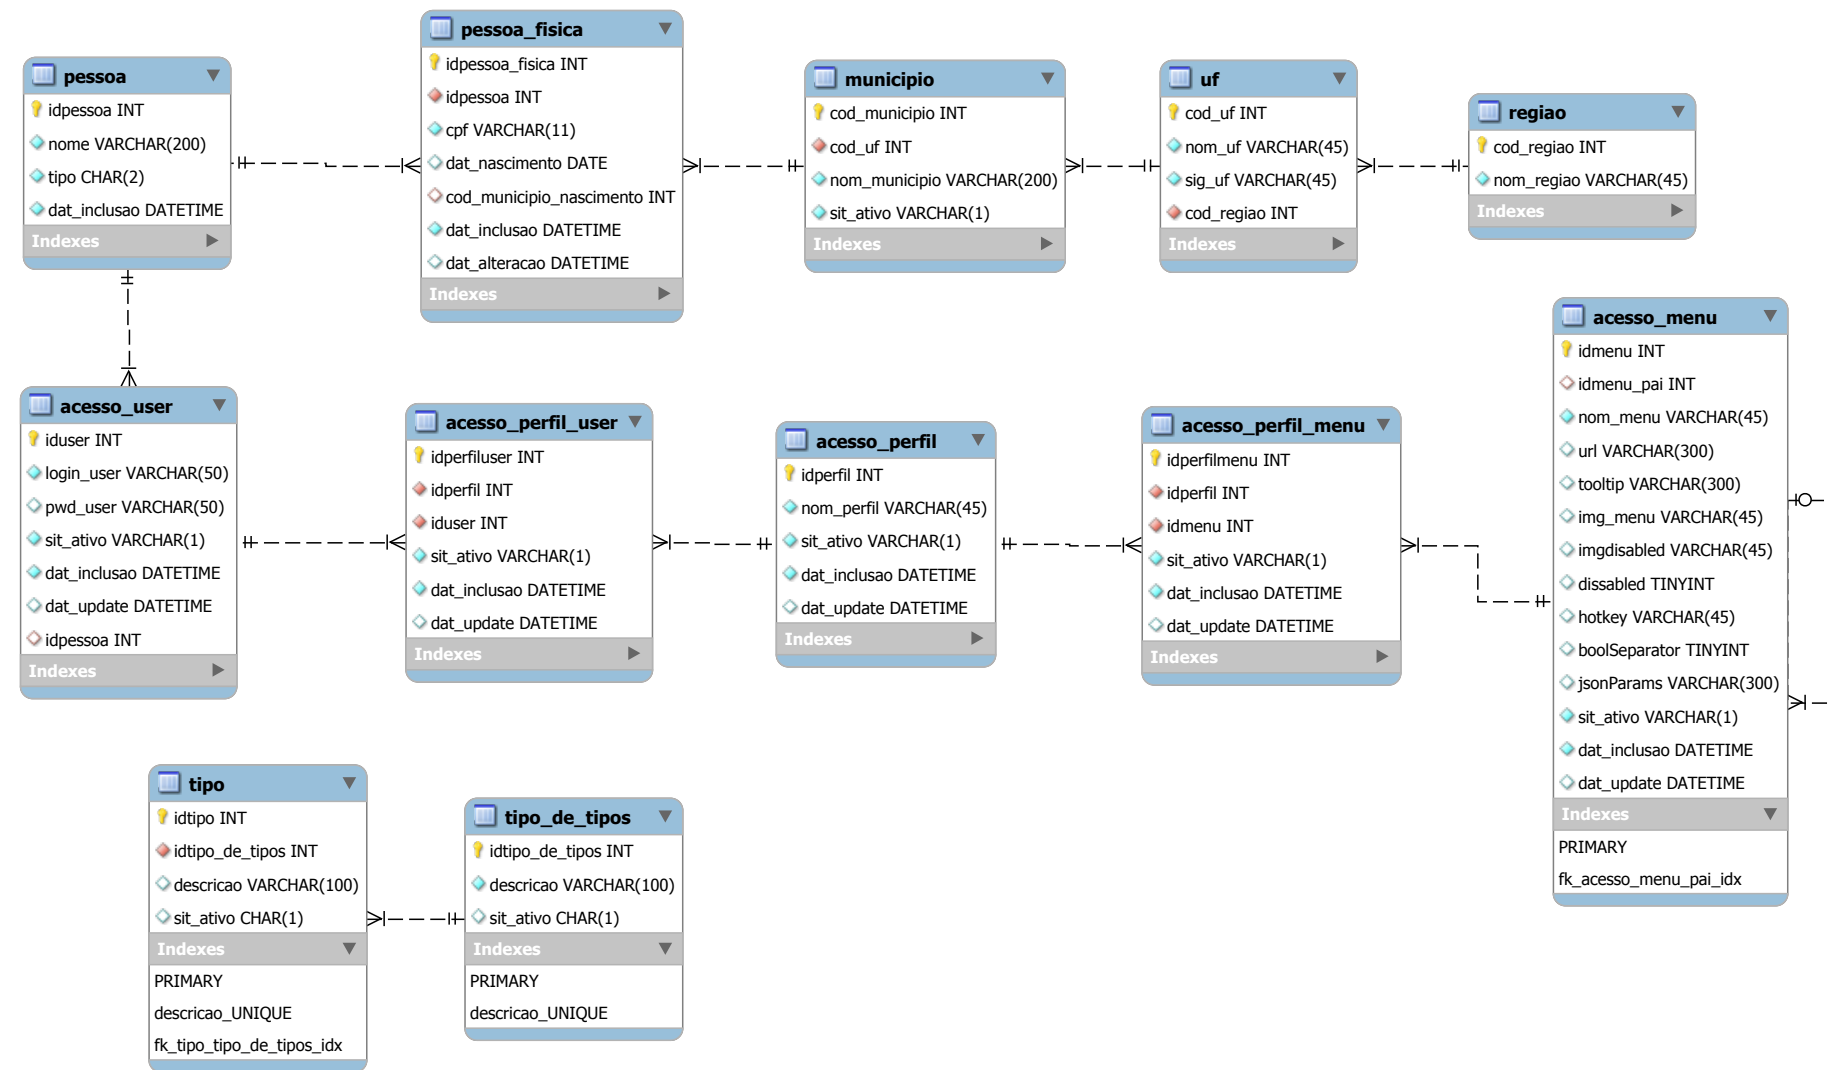 pessoa
idpessoa INT
nome VARCHAR(200)
tipo CHAR(2)
dat_inclusao DATETIME
Indexes
pessoa_fisica
idpessoa_fisica INT
idpessoa INT
cpf VARCHAR(11)
dat_nascimento DATE
cod_municipio_nascimento INT
dat_inclusao DATETIME
dat_alteracao DATETIME
Indexes
municipio
cod_municipio INT
cod_uf INT
nom_municipio VARCHAR(200)
sit_ativo VARCHAR(1)
Indexes
uf
cod_uf INT
nom_uf VARCHAR(45)
sig_uf VARCHAR(45)
cod_regiao INT
Indexes
regiao
cod_regiao INT
nom_regiao VARCHAR(45)
Indexes
acesso_user
iduser INT
login_user VARCHAR(50)
pwd_user VARCHAR(50)
sit_ativo VARCHAR(1)
dat_inclusao DATETIME
dat_update DATETIME
idpessoa INT
Indexes
acesso_perfil_user
idperfiluser INT
idperfil INT
iduser INT
sit_ativo VARCHAR(1)
dat_inclusao DATETIME
dat_update DATETIME
Indexes
acesso_perfil
idperfil INT
nom_perfil VARCHAR(45)
sit_ativo VARCHAR(1)
dat_inclusao DATETIME
dat_update DATETIME
Indexes
acesso_perfil_menu
idperfilmenu INT
idperfil INT
idmenu INT
sit_ativo VARCHAR(1)
dat_inclusao DATETIME
dat_update DATETIME
Indexes
acesso_menu
idmenu INT
idmenu_pai INT
nom_menu VARCHAR(45)
url VARCHAR(300)
tooltip VARCHAR(300)
img_menu VARCHAR(45)
imgdisabled VARCHAR(45)
dissabled TINYINT
hotkey VARCHAR(45)
boolSeparator TINYINT
jsonParams VARCHAR(300)
sit_ativo VARCHAR(1)
dat_inclusao DATETIME
dat_update DATETIME
Indexes
PRIMARY
fk_acesso_menu_pai_idx
tipo
idtipo INT
idtipo_de_tipos INT
descricao VARCHAR(100)
sit_ativo CHAR(1)
Indexes
PRIMARY
descricao_UNIQUE
fk_tipo_tipo_de_tipos_idx
tipo_de_tipos
idtipo_de_tipos INT
descricao VARCHAR(100)
sit_ativo CHAR(1)
Indexes
PRIMARY
descricao_UNIQUE